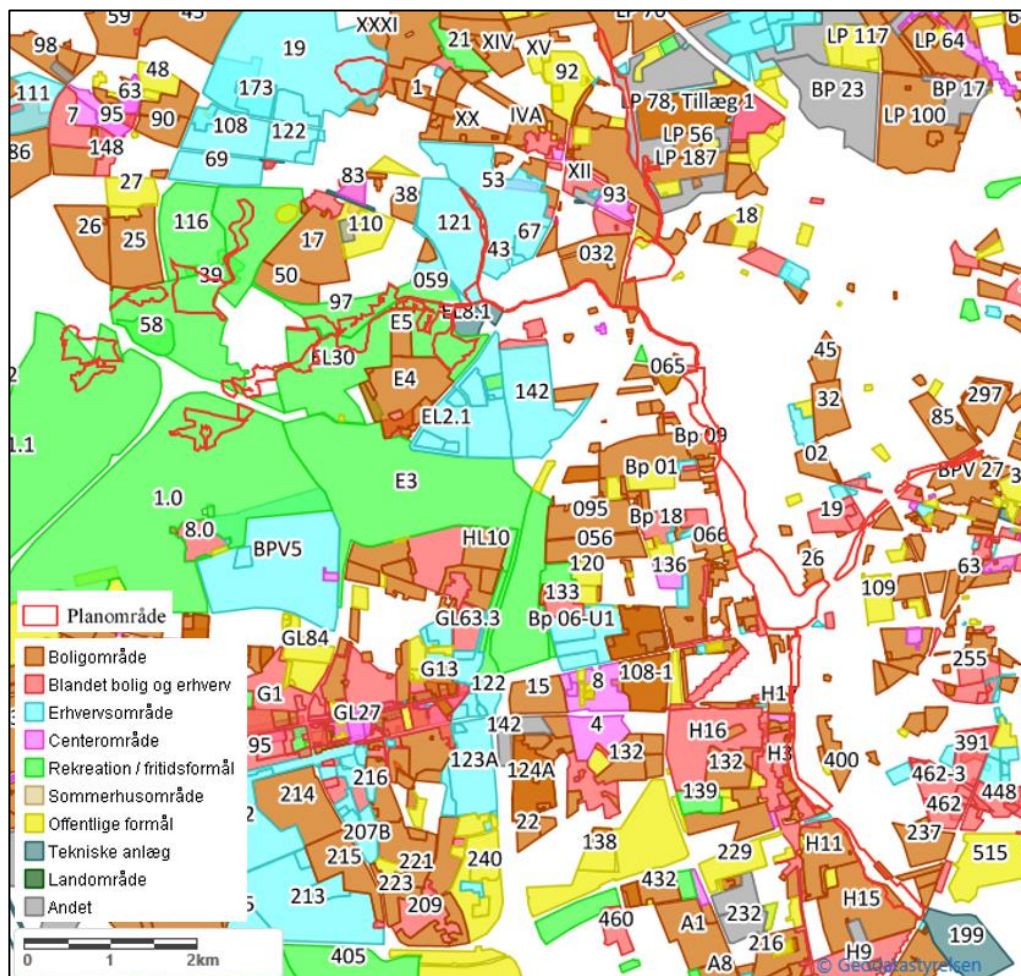 59
45
XXXI
LP 70
98
19
21
XIV
XV
LP 117
LP 64
48
92
63
173
1
BP 23
BP 17
111
LP 78, Tillæg 1
7
95
90
108
122
XX
IVA
LP 56
LP 100
148
69
LP 187
86
XII
27
83
53
38
93
26
25
116
110
121
67
18
17
43
032
39
50
059
97
EL8.1
58
E5
EL30
065
45
E4
142
32
297
EL2.1
85
Bp 09
1.1
Bp 01
02
BPV 27
E3
1.0
095
19
8.0
Bp 18
HL10
056
066
BPV5
120
26
63
136
109
133
GL63.3
Bp 06-U1
Planområde
GL84
Boligområde
G13
255
Blandet bolig og erhverv
G1
122
15
8
108-1
H1
Erhvervsområde
GL27
4
H16
Centerområde
95
142
H3
391
Rekreation / fritidsformål
123A
132
132
400
216
124A
462-3
Sommerhusområde
214
139
462
448
Offentlige formål
22
207B
237
Tekniske anlæg
215
221
240
138
229
H11
515
Landområde
223
432
Andet
213
209
232
H15
460
A1
0
1
2km
216
199
405
A8
H9
© Geodatastyrelsen